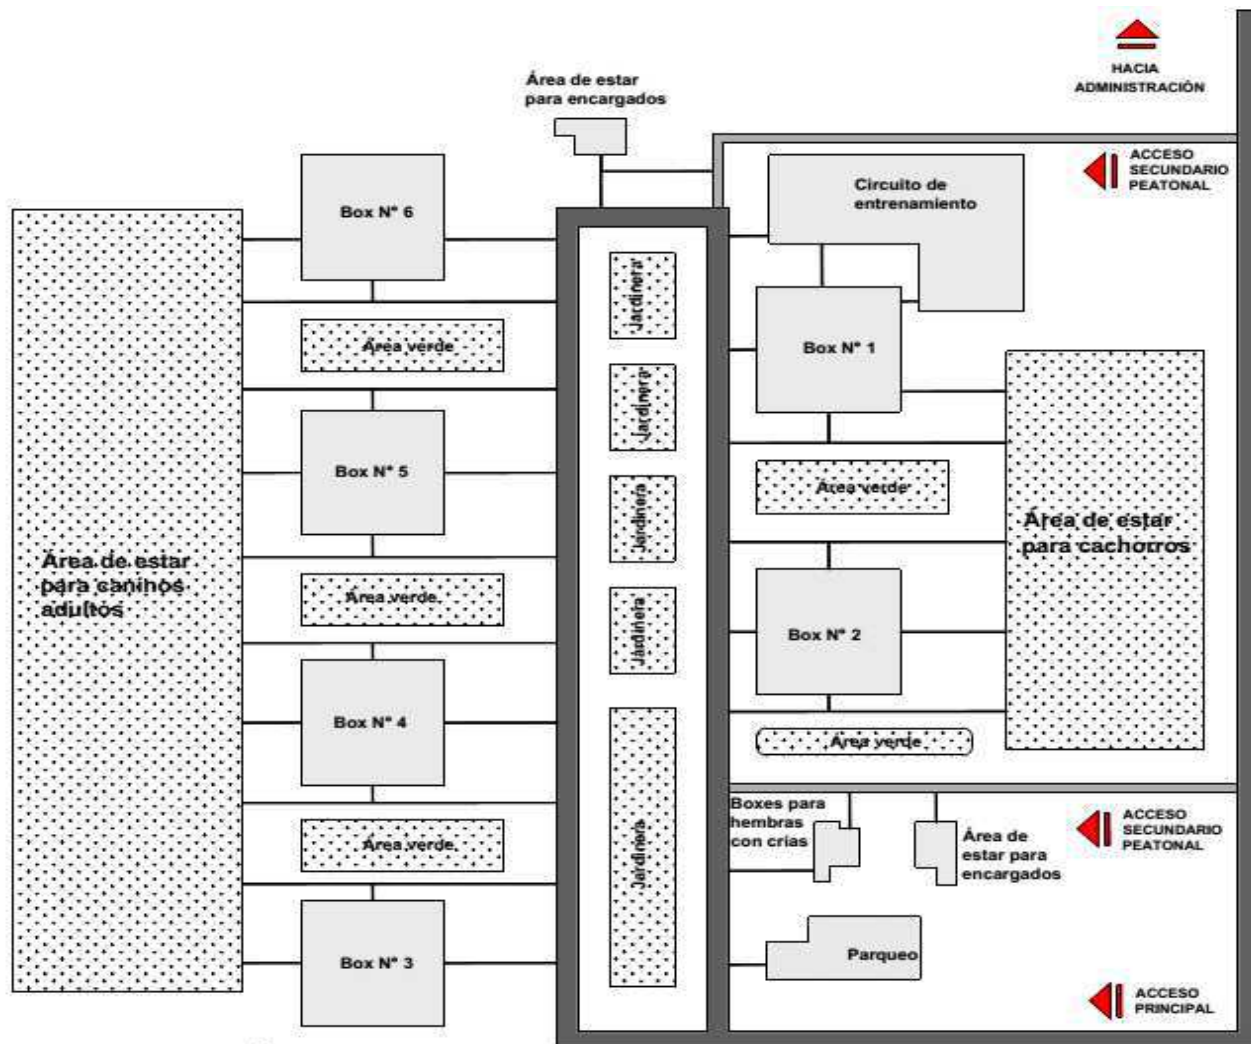 HACIA
ADMINISTRACIÓN
Área de estar
para encargados
ACCESO
SECUNDARIO
PEATONAL
Circuito de
entrenamiento
Box N° 6
Jardinera
Área verde
Box N° 1
Jardinera
Box N° 5
Área verde
Jardinera
Área de estar
para cachorros
Área de estar
para caninos
adultos
Área verde
Jardinera
Box N° 2
Box N° 4
Área verde
Boxes para
hembras
con crias
ACCESO
SECUNDARIO
PEATONAL
Área verde
Jardinera
Área de
estar para
encargados
Box N° 3
Parqueo
ACCESO
PRINCIPAL